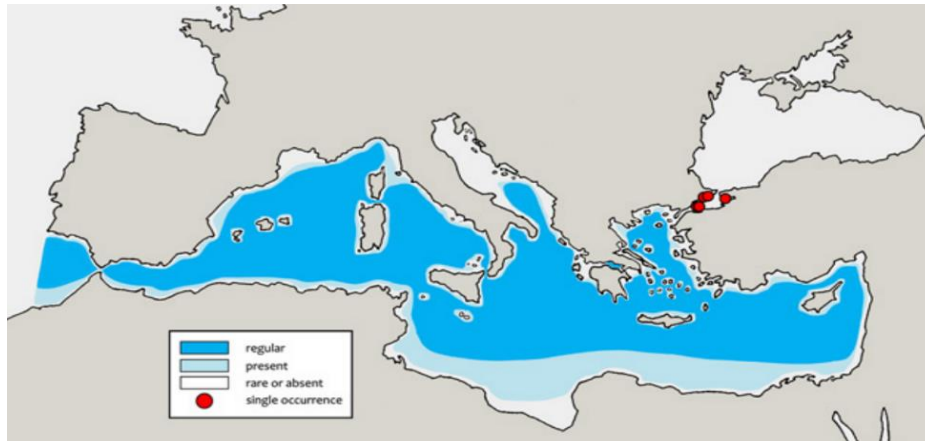 regular
present
rare or absent
single occurrence